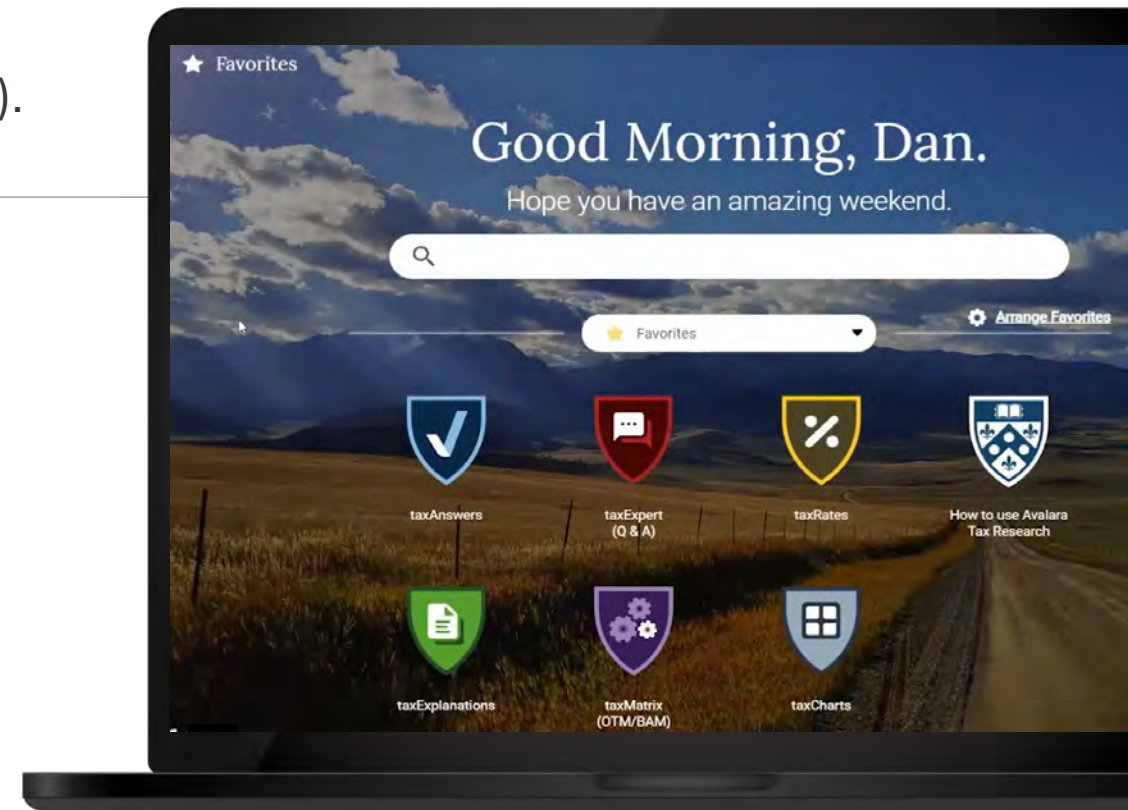 ).
Favorites
Good Morning, Dan.
Hope you have an amazing weekend.
Favorites
Arrange Favorites
taxAnswers
taxExpert
(Q & A)
taxRates
How to use Avalara
Tax Research
taxExplanations
taxMatrix
(OTM/BAM)
taxCharts